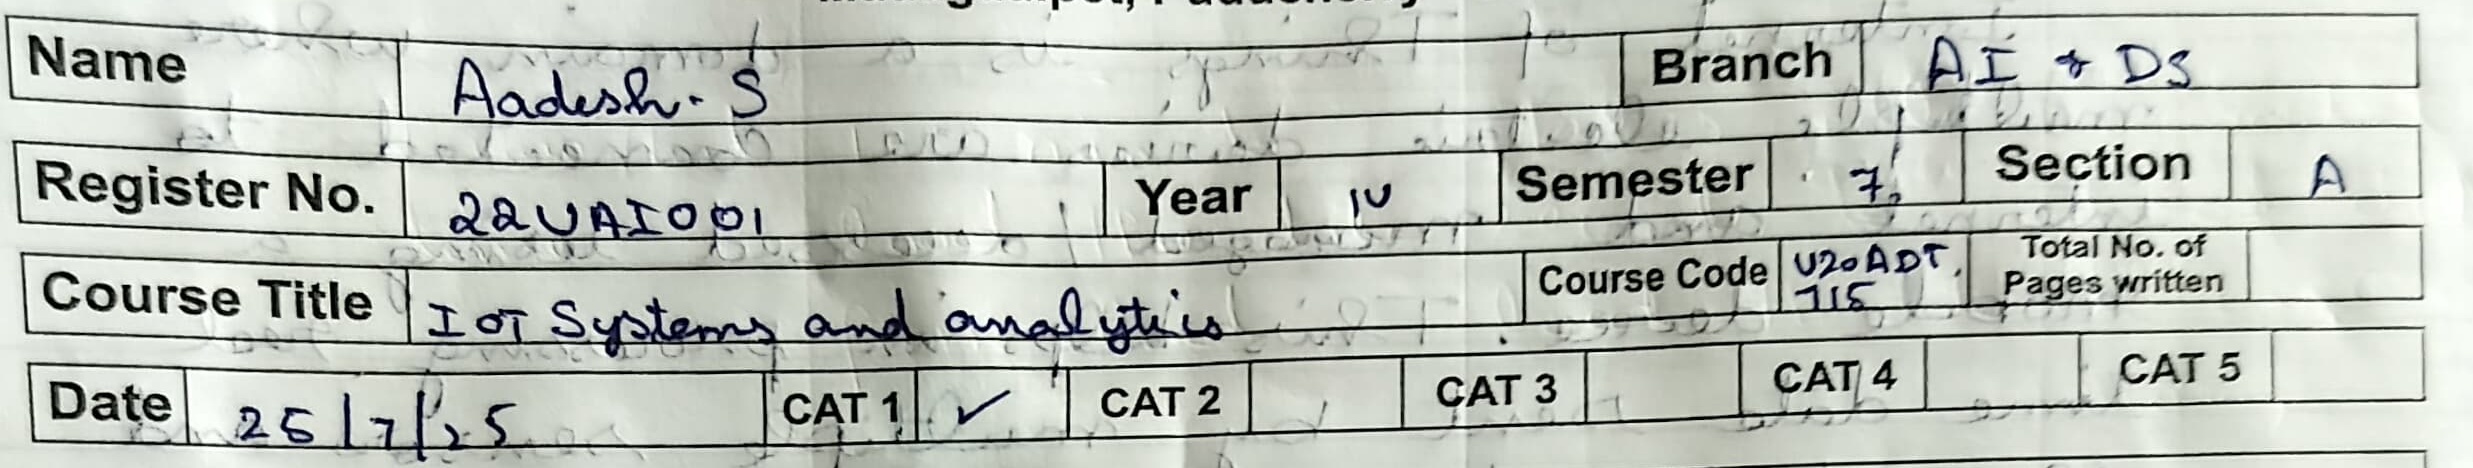 Name Aadesh. S Branch AI & DS
Register No. 22UAI001 Year IV Semester 7 Section A
Course Title IOT Systems and analytics Course Code U20ADT Total No. of
715 Pages written
Date 25/7/25 CAT 1 ✓ CAT 2 CAT 3 CAT 4 CAT 5